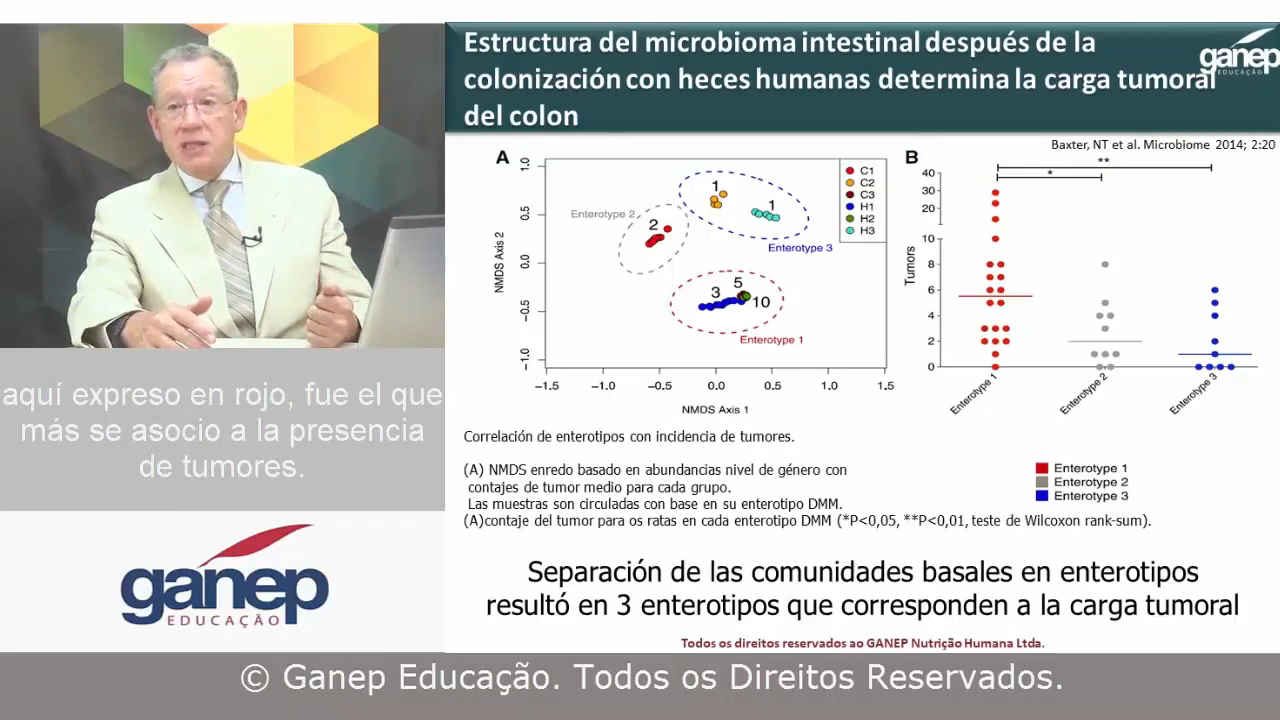 Estructura del microbioma intestinal después de la
colonización con heces humanas determina la carga tumoral
del colon
ganep
EDUCAÇÃO
Baxter, NT et al. Microbiome 2014; 2:20
A
1.0
0.5
0.0
−0.5
−1.0
NMDS Axis 2
−1.5
−1.0
−0.5
0.0
0.5
1.0
1.5
NMDS Axis 1
Enterotype 2
2
1
1
Enterotype 3
3
5
10
Enterotype 1
C1
C2
C3
H1
H2
H3
B
**
*
40
30
20
10
8
6
4
2
0
Tumors
Enterotype 1
Enterotype 2
Enterotype 3
Enterotype 1
Enterotype 2
Enterotype 3
Correlación de enterotipos con incidencia de tumores.
(A) NMDS enredo basado en abundancias nivel de género con
contajes de tumor medio para cada grupo.
Las muestras son circuladas con base en su enterotipo DMM.
(A)contaje del tumor para os ratas en cada enterotipo DMM (*P<0,05, **P<0,01, teste de Wilcoxon rank-sum).
Separación de las comunidades basales en enterotipos
resultó en 3 enterotipos que corresponden a la carga tumoral
Todos os direitos reservados ao GANEP Nutrição Humana Ltda.
aquí expreso en rojo, fue el que
más se asocio a la presencia
de tumores.
ganep
EDUCAÇÃO
© Ganep Educação. Todos os Direitos Reservados.